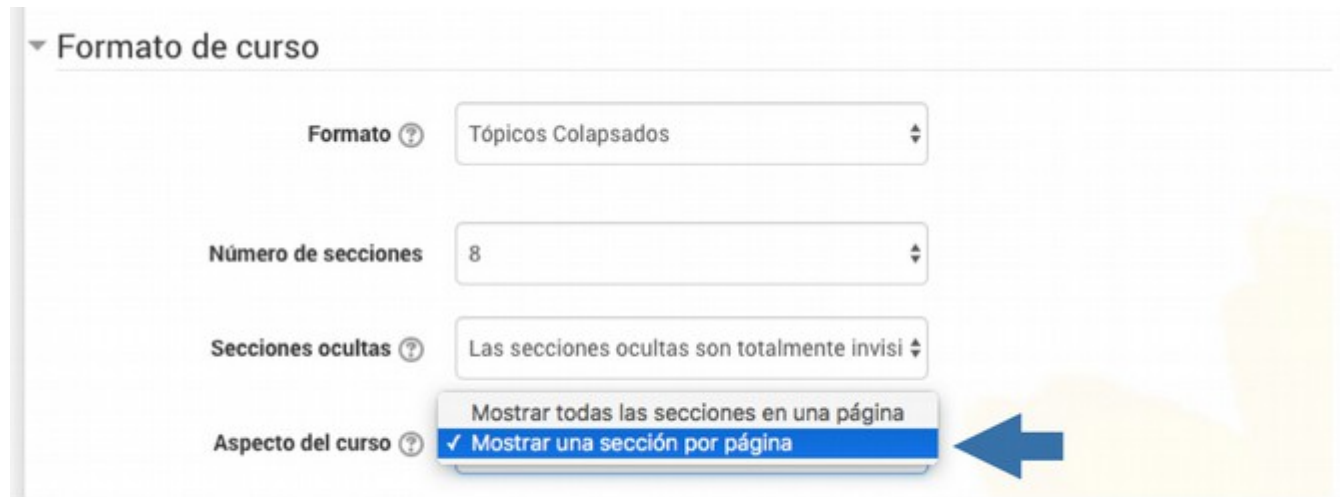 Formato de curso
Formato Tópicos Colapsados
Número de secciones 8
Secciones ocultas Las secciones ocultas son totalmente invisi
Mostrar todas las secciones en una página
Aspecto del curso ✓ Mostrar una sección por página